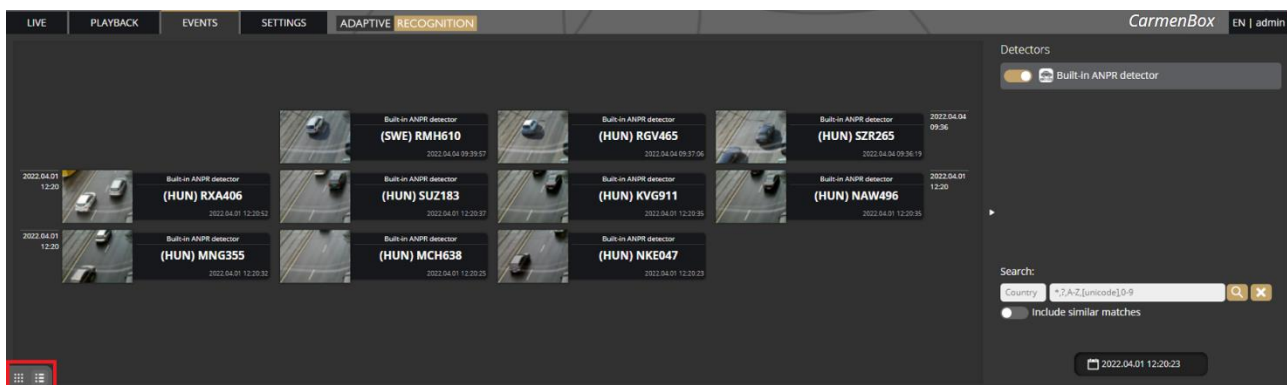 LIVE PLAYBACK EVENTS SETTINGS ADAPTIVE RECOGNITION CarmenBox EN | admin
Detectors
Built-in ANPR detector
Built-in ANPR detector
(SWE) RMH610
2022.04.04 09:39:57
Built-in ANPR detector
(HUN) RGV465
2022.04.04 09:37:06
Built-in ANPR detector
(HUN) SZR265
2022.04.04 09:36:19
2022.04.04
09:36
2022.04.01
12:20
Built-in ANPR detector
(HUN) RXA406
2022.04.01 12:20:52
Built-in ANPR detector
(HUN) SUZ183
2022.04.01 12:20:37
Built-in ANPR detector
(HUN) KVG911
2022.04.01 12:20:35
Built-in ANPR detector
(HUN) NAW496
2022.04.01 12:20:35
2022.04.01
12:20
2022.04.01
12:20
Built-in ANPR detector
(HUN) MNG355
2022.04.01 12:20:32
Built-in ANPR detector
(HUN) MCH638
2022.04.01 12:20:25
Built-in ANPR detector
(HUN) NKE047
2022.04.01 12:20:23
Search:
Country *,?,A-Z,[unicode],0-9
Include similar matches
2022.04.01 12:20:23